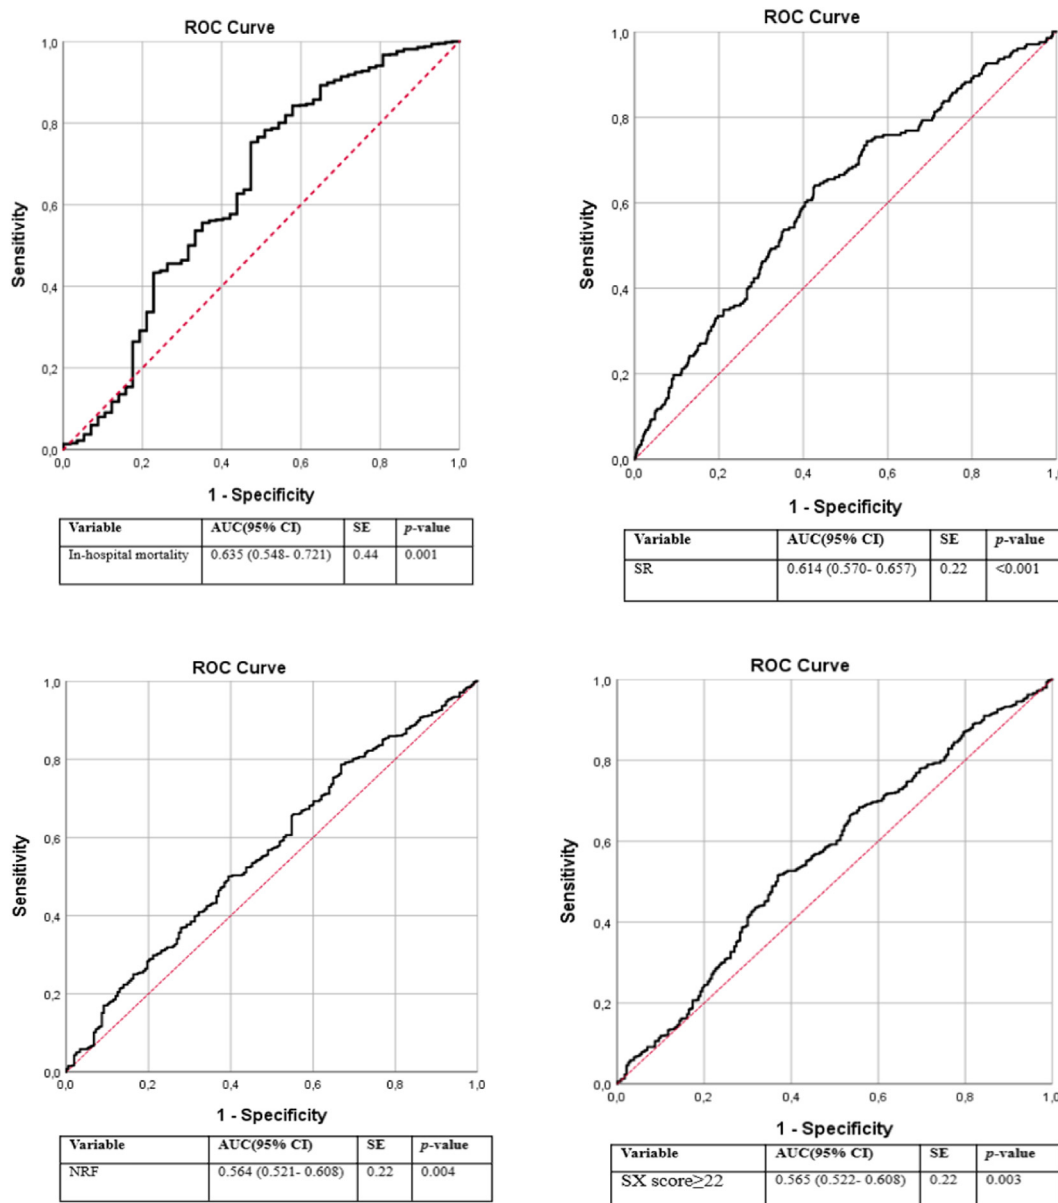 ROC Curve
1,0
0,8
0,6
0,4
0,2
0,0
Sensitivity
0,0 0,2 0,4 0,6 0,8 1,0
1 - Specificity
Variable AUC(95% CI) SE p-value
In-hospital mortality 0.635 (0.548- 0.721) 0.44 0.001
ROC Curve
1,0
0,8
0,6
0,4
0,2
0,0
Sensitivity
0,0 0,2 0,4 0,6 0,8 1,0
1 - Specificity
Variable AUC(95% CI) SE p-value
SR 0.614 (0.570- 0.657) 0.22 <0.001
ROC Curve
1,0
0,8
0,6
0,4
0,2
0,0
Sensitivity
0,0 0,2 0,4 0,6 0,8 1,0
1 - Specificity
Variable AUC(95% CI) SE p-value
NRF 0.564 (0.521- 0.608) 0.22 0.004
ROC Curve
1,0
0,8
0,6
0,4
0,2
0,0
Sensitivity
0,0 0,2 0,4 0,6 0,8 1,0
1 - Specificity
Variable AUC(95% CI) SE p-value
SX score≥22 0.565 (0.522- 0.608) 0.22 0.003